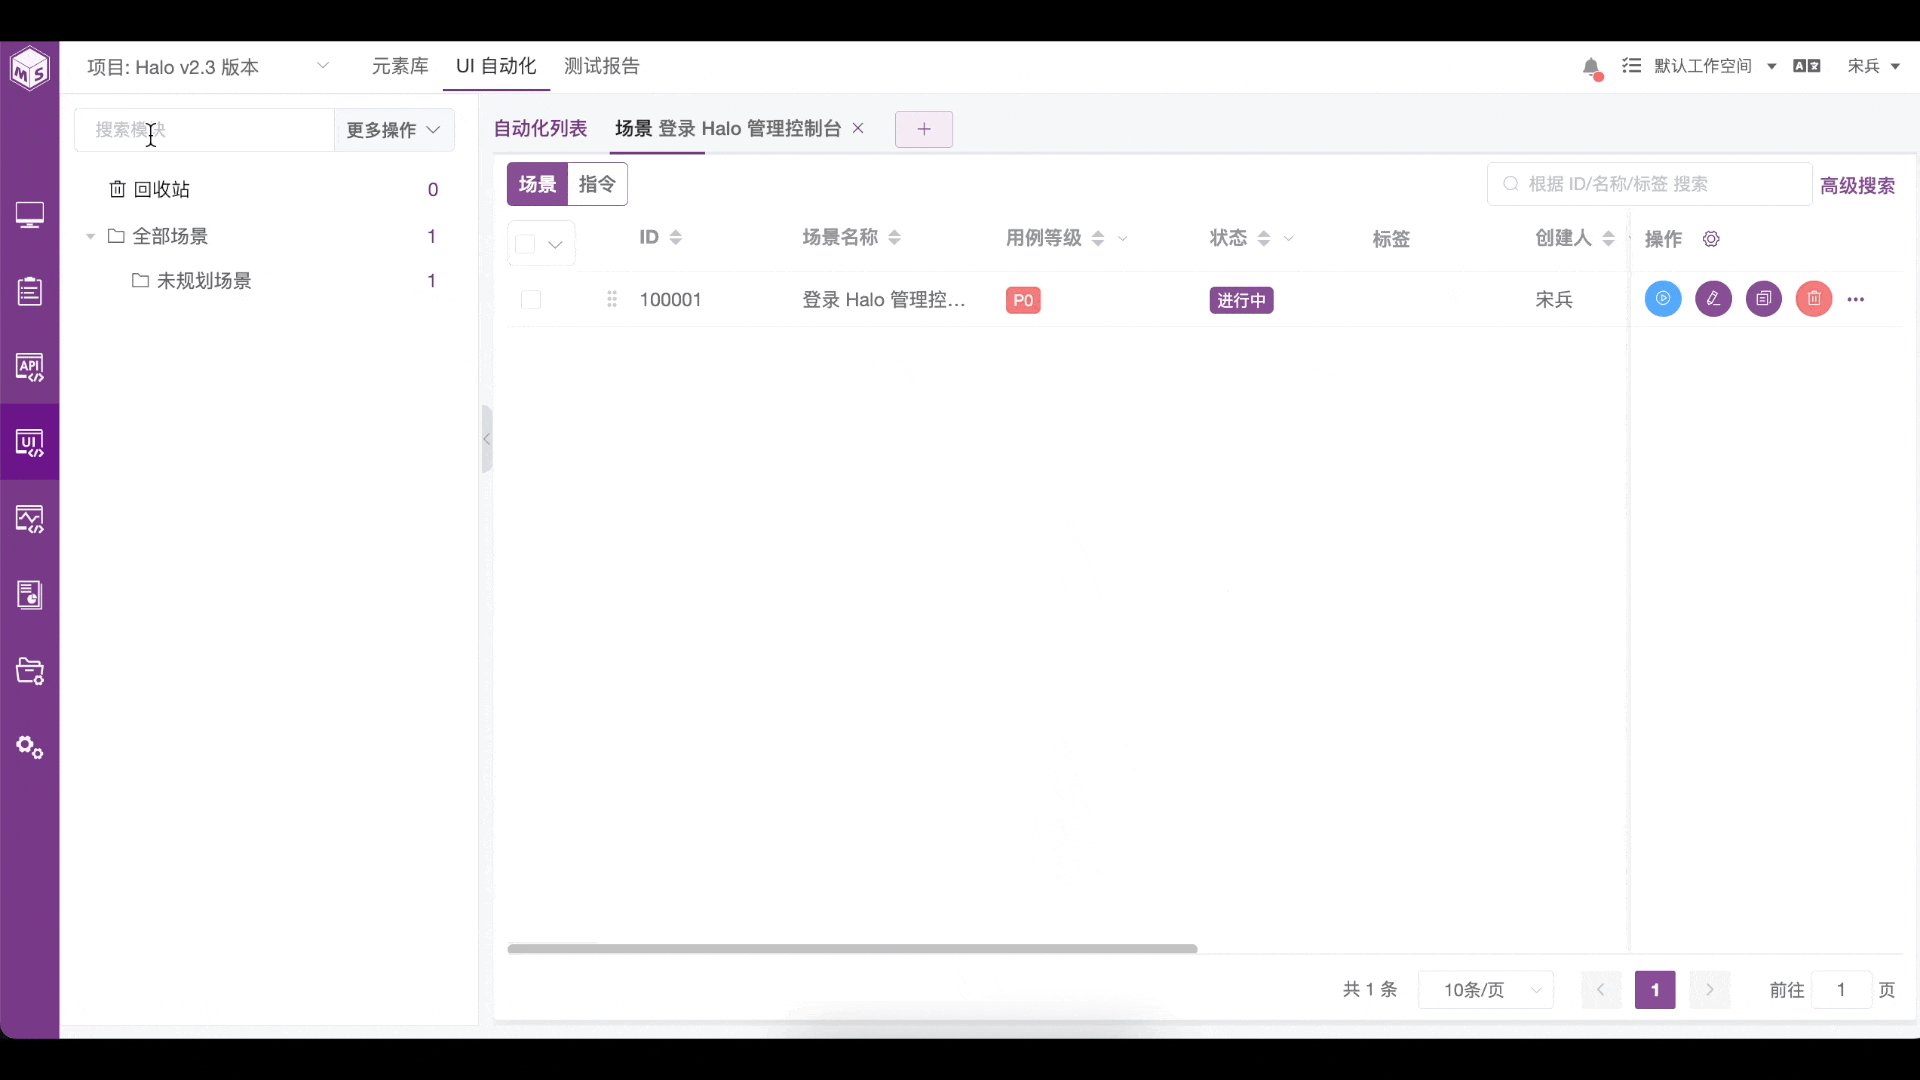 项目: Halo v2.3 版本
元素库
UI 自动化
测试报告
默认工作空间
宋兵
搜索模块
更多操作
回收站 0
全部场景 1
未规划场景 1
自动化列表
场景 登录 Halo 管理控制台
场景
指令
根据 ID/名称/标签 搜索
高级搜索
ID 场景名称 用例等级 状态 标签 创建人 操作
100001 登录 Halo 管理控... P0 进行中 宋兵
共 1 条 10条/页 1 前往 1 页
MS
API
UI